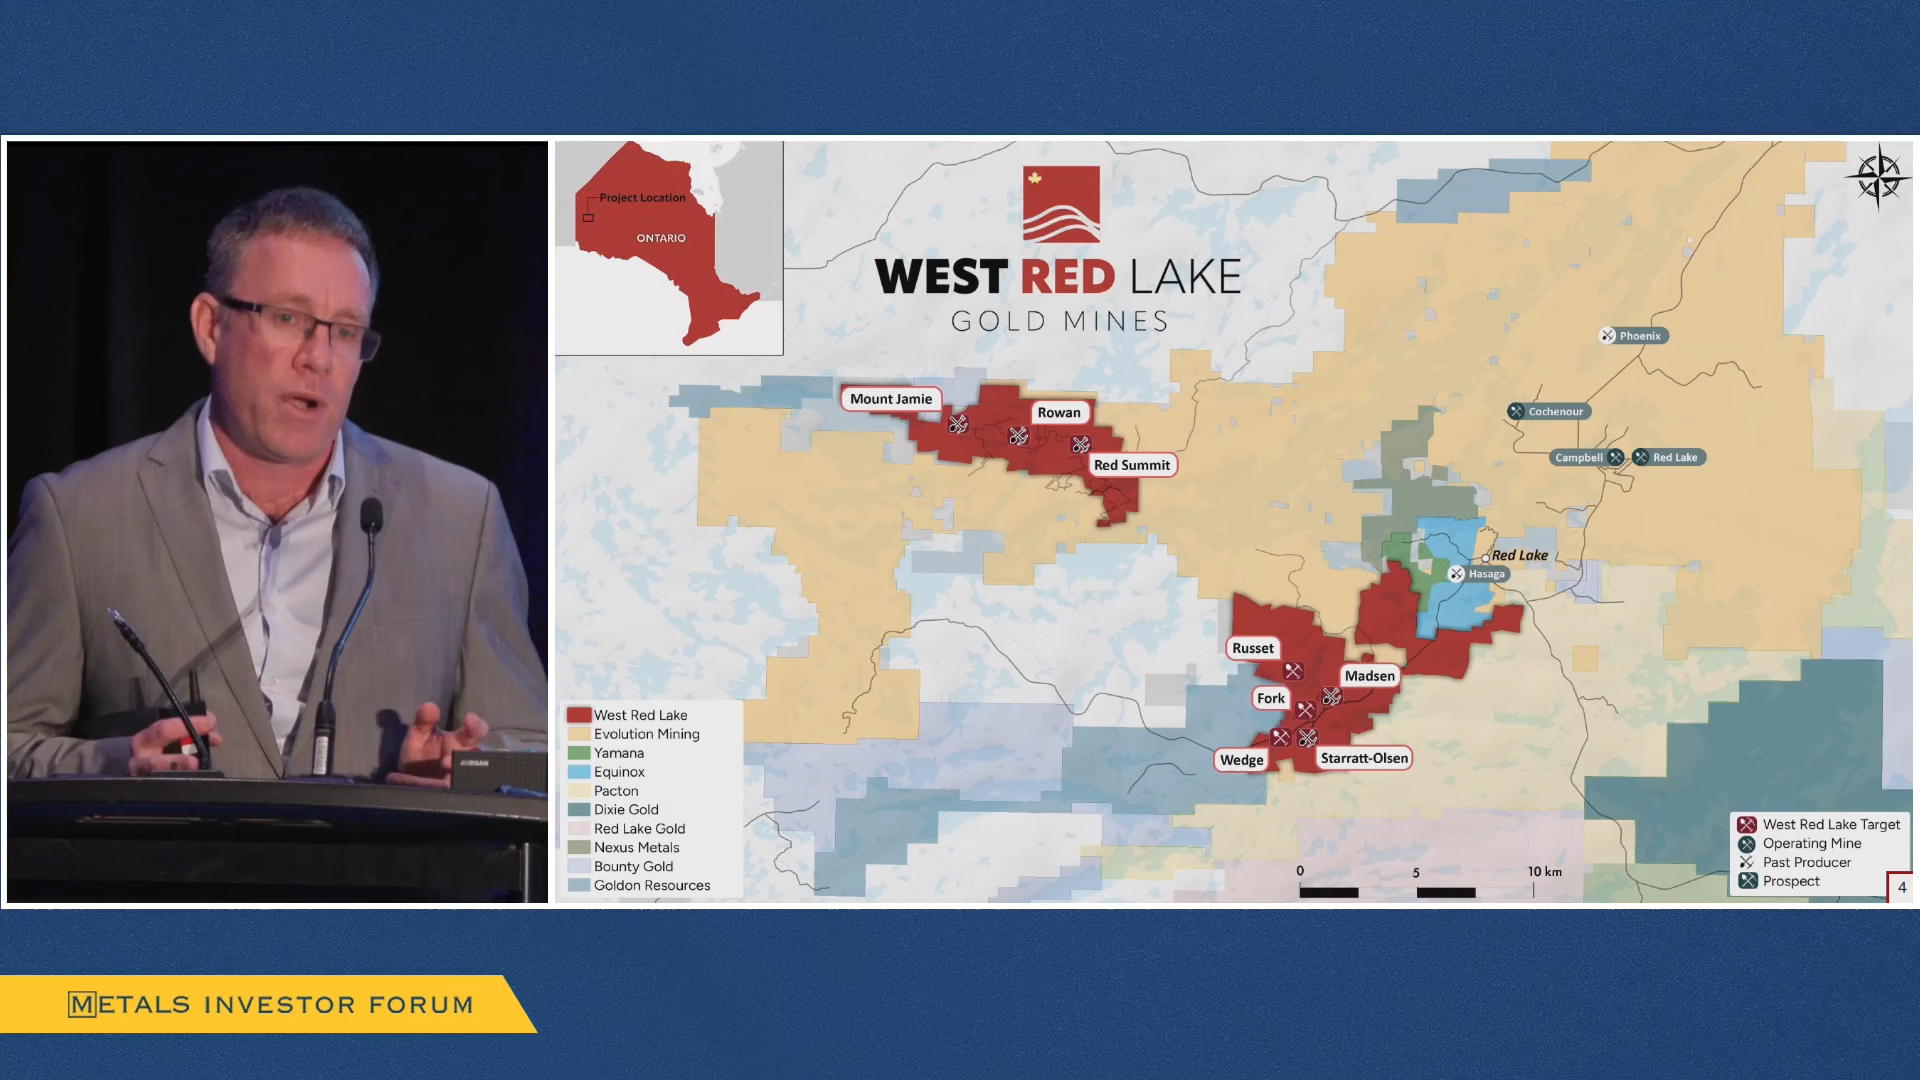 Project Location
ONTARIO
WEST RED LAKE
GOLD MINES
Phoenix
Mount Jamie
Rowan
Cochenour
Campbell
Red Lake
Red Summit
Red Lake
Hasaga
Russet
Madsen
Fork
Wedge
Starratt-Olsen
West Red Lake
Evolution Mining
Yamana
Equinox
Pacton
Dixie Gold
Red Lake Gold
Nexus Metals
Bounty Gold
Goldon Resources
0 5 10 km
West Red Lake Target
Operating Mine
Past Producer
Prospect
4
METALS INVESTOR FORUM